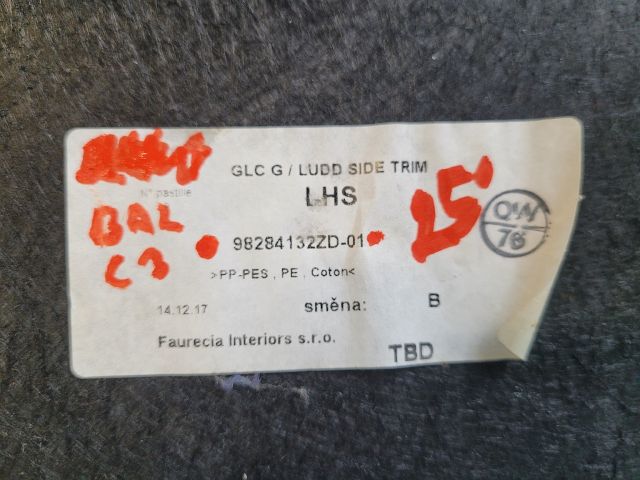 GLC G / LUDD SIDE TRIM
N° pastille
LHS
BAL
C3
98284132ZD-01
25'
QW
76
>PP-PES , PE , Coton<
14.12.17
směna: B
Faurecia Interiors s.r.o.
TBD